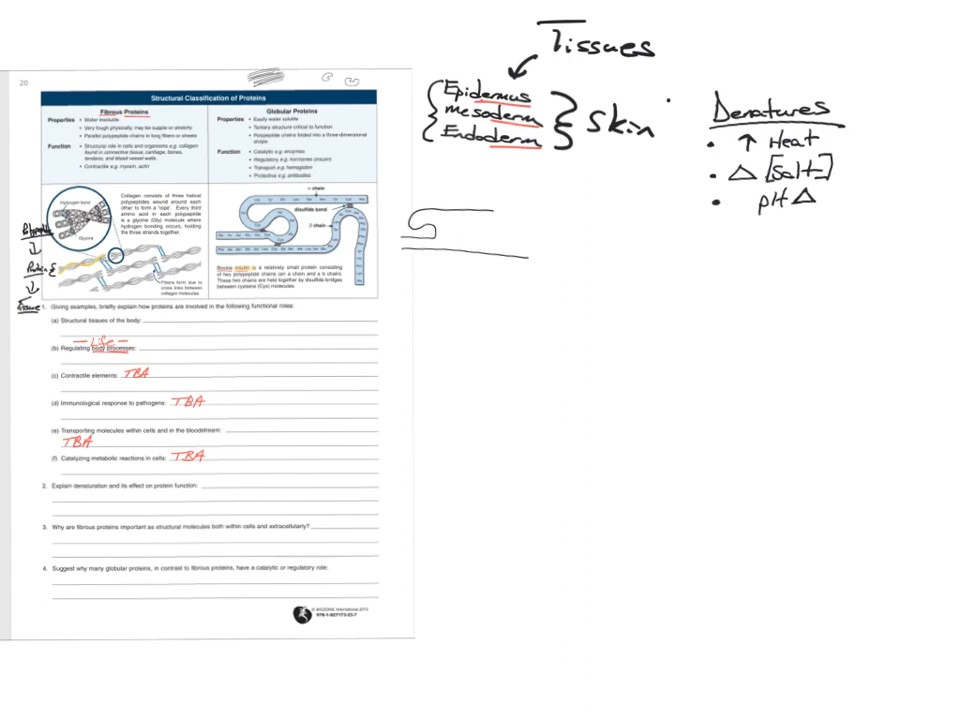 Tissues
20
Epidermus
mesoderm
Endoderm
Skin
Denatures
• ↑ Heat
• Δ [Salt]
• pH Δ
Structural Classification of Proteins
Fibrous Proteins
Properties • Water insoluble
• Very tough physically; may be supple or stretchy
• Parallel polypeptide chains in long fibers or sheets
Function • Structural role in cells and organisms e.g. collagen
found in connective tissue, cartilage, bones,
tendons, and blood vessel walls.
• Contractile e.g. myosin, actin
Globular Proteins
Properties • Easily water soluble
• Tertiary structure critical to function
• Polypeptide chains folded into a three-dimensional
shape
Function • Catalytic e.g. enzymes
• Regulatory e.g. hormones (insulin)
• Transport e.g. hemoglobin
• Protective e.g. antibodies
Hydrogen bond
Glycine
Collagen consists of three helical
polypeptides wound around each
other to form a 'rope'. Every third
amino acid in each polypeptide
is a glycine (Gly) molecule where
hydrogen bonding occurs, holding
the three strands together.
Fibers form due to
cross links between
collagen molecules.
α chain
disulfide bond
β chain
Bovine insulin is a relatively small protein consisting
of two polypeptide chains (an α chain and a β chain).
These two chains are held together by disulfide bridges
between cysteine (Cys) molecules.
Protein
Tissue
1. Giving examples, briefly explain how proteins are involved in the following functional roles:
(a) Structural tissues of the body:
— Life —
(b) Regulating body processes:
(c) Contractile elements: TBA
(d) Immunological response to pathogens: TBA
(e) Transporting molecules within cells and in the bloodstream:
TBA
(f) Catalyzing metabolic reactions in cells: TBA
2. Explain denaturation and its effect on protein function:
3. Why are fibrous proteins important as structural molecules both within cells and extracellularly?
4. Suggest why many globular proteins, in contrast to fibrous proteins, have a catalytic or regulatory role:
© BIOZONE International 2013
978-1-927173-23-7